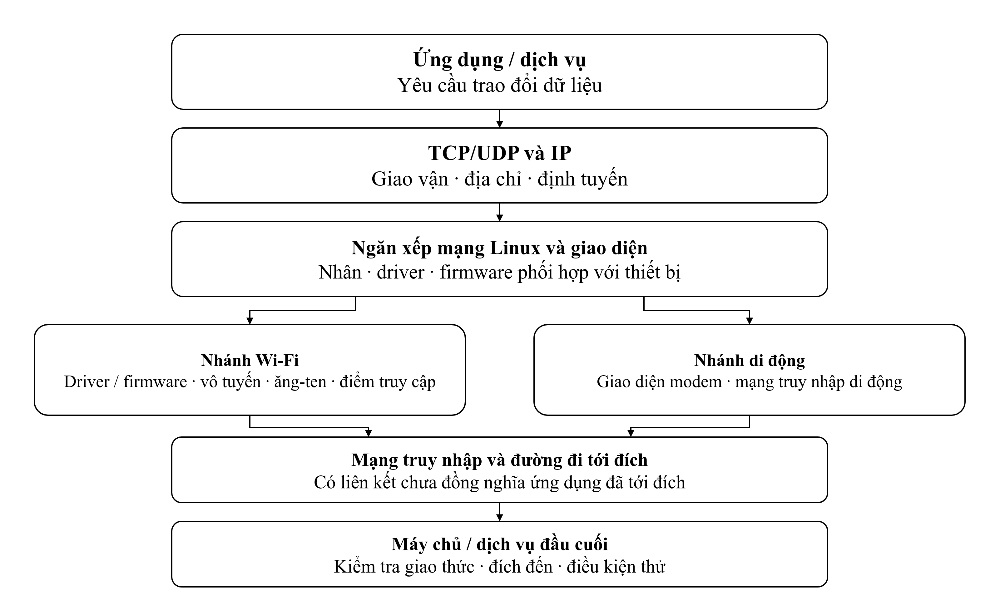 Ứng dụng / dịch vụ
Yêu cầu trao đổi dữ liệu
TCP/UDP và IP
Giao vận · địa chỉ · định tuyến
Ngăn xếp mạng Linux và giao diện
Nhân · driver · firmware phối hợp với thiết bị
Nhánh Wi-Fi
Driver / firmware · vô tuyến · ăng-ten · điểm truy cập
Nhánh di động
Giao diện modem · mạng truy nhập di động
Mạng truy nhập và đường đi tới đích
Có liên kết chưa đồng nghĩa ứng dụng đã tới đích
Máy chủ / dịch vụ đầu cuối
Kiểm tra giao thức · đích đến · điều kiện thử